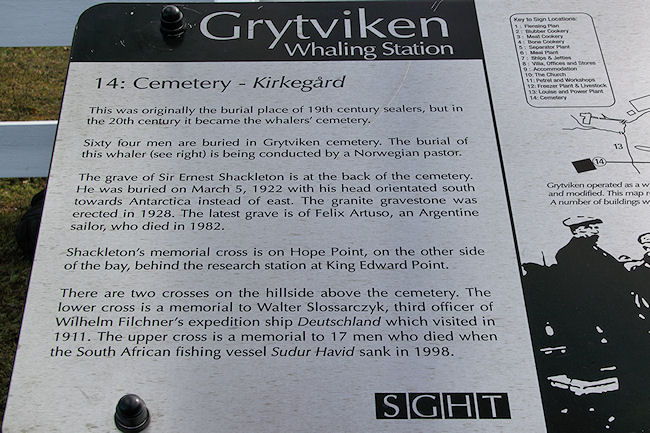 Grytviken
Whaling Station
14: Cemetery - Kirkegård
This was originally the burial place of 19th century sealers, but in
the 20th century it became the whalers' cemetery.
Sixty four men are buried in Grytviken cemetery. The burial of
this whaler (see right) is being conducted by a Norwegian pastor.
The grave of Sir Ernest Shackleton is at the back of the cemetery.
He was buried on March 5, 1922 with his head orientated south
towards Antarctica instead of east. The granite gravestone was
erected in 1928. The latest grave is of Felix Artuso, an Argentine
sailor, who died in 1982.
Shackleton's memorial cross is on Hope Point, on the other side
of the bay, behind the research station at King Edward Point.
There are two crosses on the hillside above the cemetery. The
lower cross is a memorial to Walter Slossarczyk, third officer of
Wilhelm Filchner's expedition ship Deutschland which visited in
1911. The upper cross is a memorial to 17 men who died when
the South African fishing vessel Sudur Havid sank in 1998.
SGHT
Key to Sign Locations:
1 : Flensing Plan
2 : Blubber Cookery
3 : Meat Cookery
4 : Bone Cookery
5 : Separator Plant
6 : Meal Plant
7 : Ships & Jetties
8 : Villa, Offices and Stores
9 : Accommodation
10: The Church
11: Petrel and Workshops
12: Freezer Plant & Livestock
13: Louise and Power Plant
14: Cemetery
13
14
Grytviken operated as a w
and modified. This map r
A number of buildings w